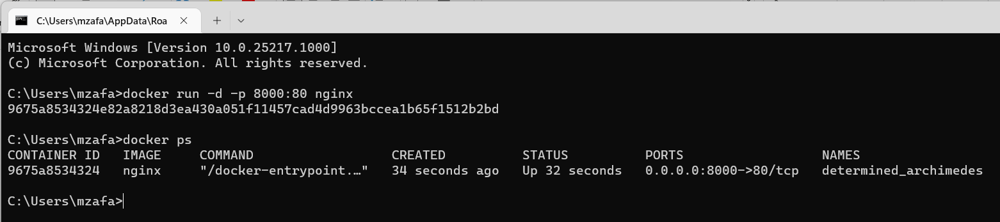 C:\Users\mzafa\AppData\Roa
Microsoft Windows [Version 10.0.25217.1000]
(c) Microsoft Corporation. All rights reserved.
C:\Users\mzafa>docker run -d -p 8000:80 nginx
9675a8534324e82a8218d3ea430a051f11457cad4d9963bccea1b65f1512b2bd
C:\Users\mzafa>docker ps
CONTAINER ID   IMAGE     COMMAND                  CREATED          STATUS          PORTS                  NAMES
9675a8534324   nginx     "/docker-entrypoint.…"   34 seconds ago   Up 32 seconds   0.0.0.0:8000->80/tcp   determined_archimedes
C:\Users\mzafa>